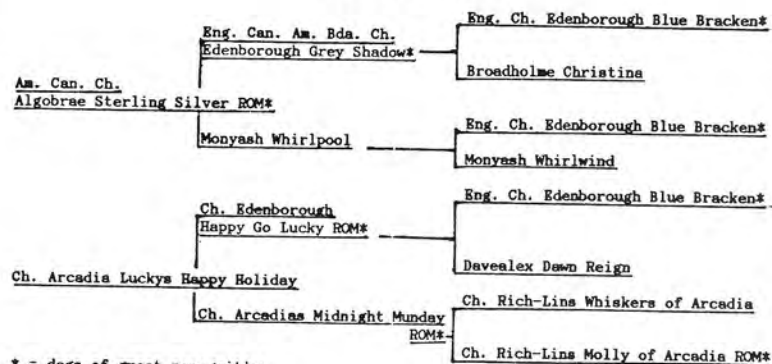 Eng. Can. Am. Bda. Ch.
Edenborough Grey Shadow*
Eng. Ch. Edenborough Blue Bracken*
Broadholme Christina
Am. Can. Ch.
Algobrae Sterling Silver ROM*
Monyash Whirlpool
Eng. Ch. Edenborough Blue Bracken*
Monyash Whirlwind
Ch. Edenborough
Happy Go Lucky ROM*
Eng. Ch. Edenborough Blue Bracken*
Davealex Dawn Reign
Ch. Arcadia Luckys Happy Holiday
Ch. Arcadias Midnight Munday
ROM*
Ch. Rich-Lins Whiskers of Arcadia
Ch. Rich-Lins Molly of Arcadia ROM*
* - dogs of great